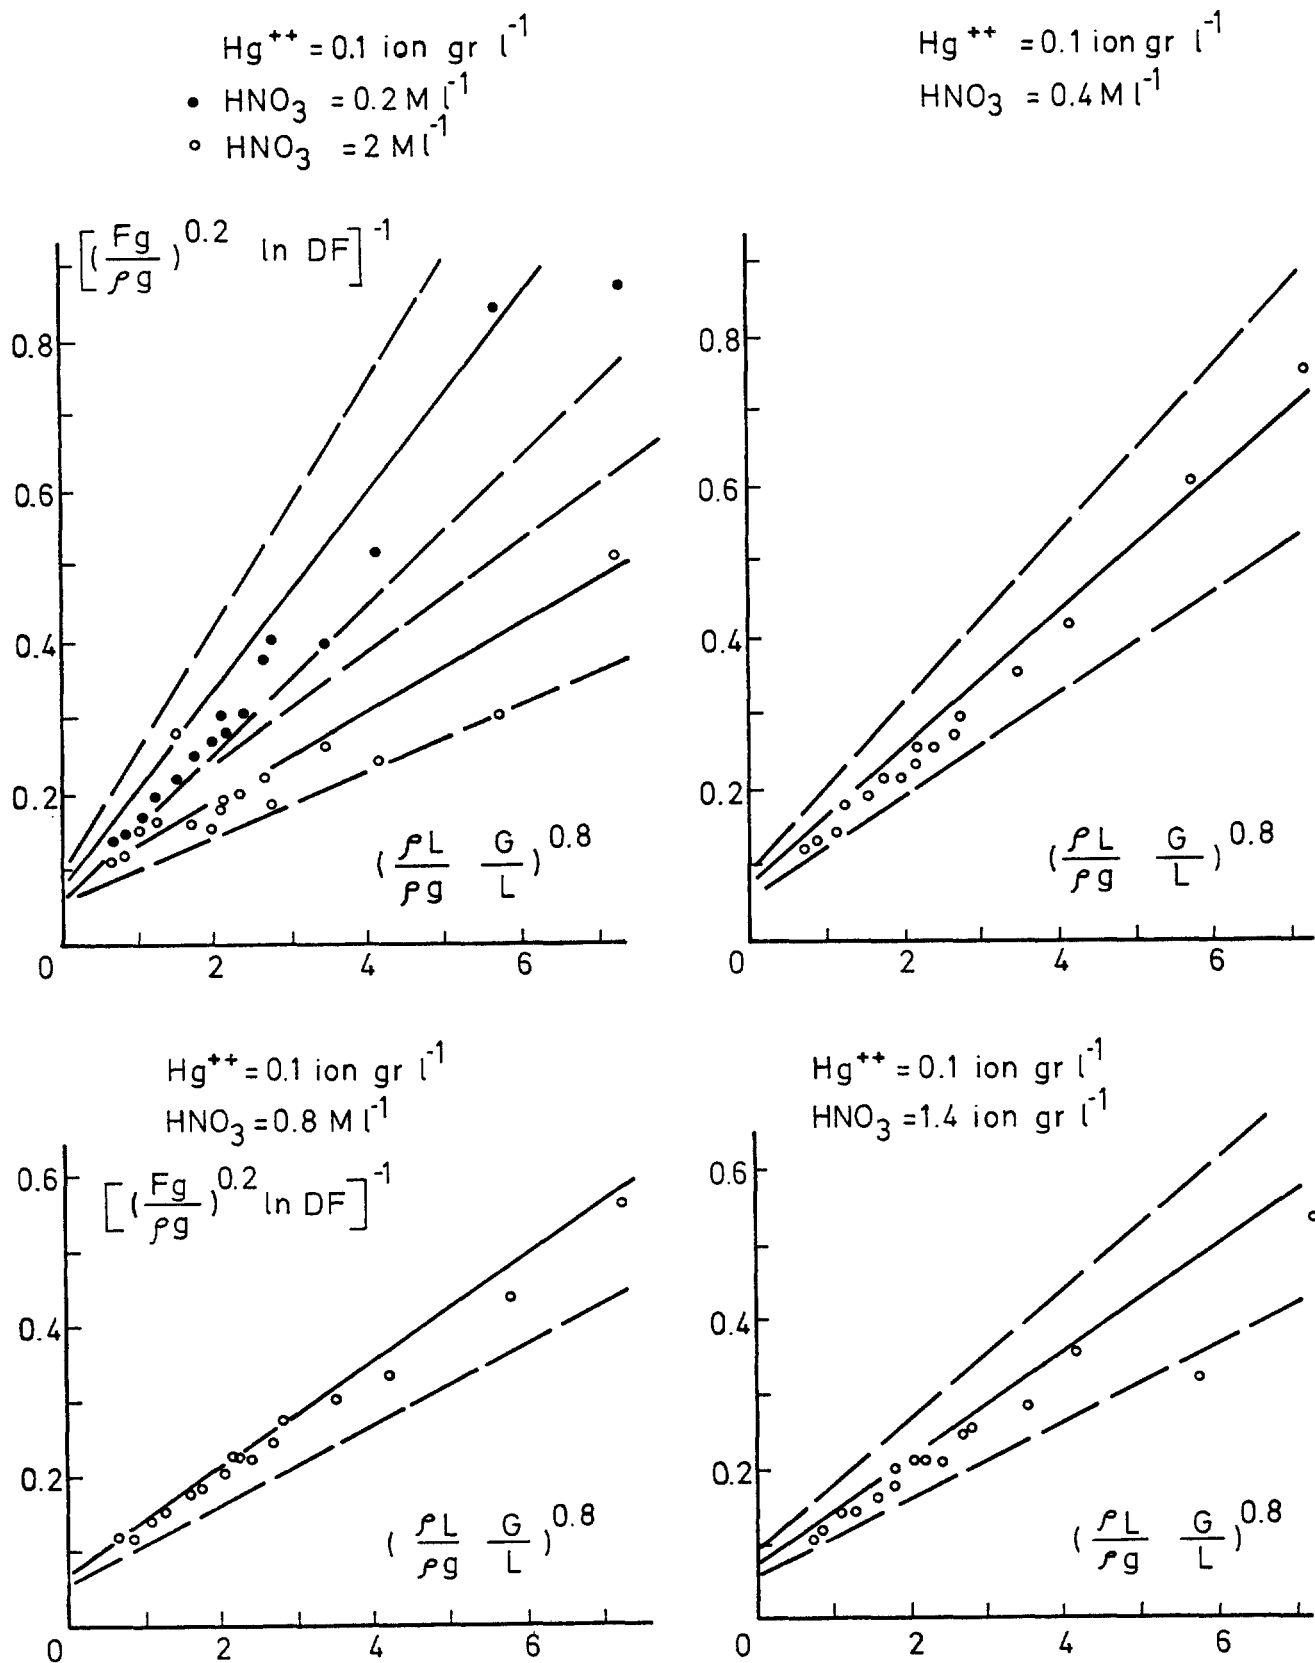 Hg⁺⁺ = 0.1 ion gr l⁻¹
● HNO₃ = 0.2 M l⁻¹
○ HNO₃ = 2 M l⁻¹
[(Fg/ρg)^0.2 ln DF]⁻¹
0.8
0.6
0.4
0.2
(ρL/ρg G/L)^0.8
0 2 4 6
Hg⁺⁺ = 0.1 ion gr l⁻¹
HNO₃ = 0.4 M l⁻¹
0.8
0.6
0.4
0.2
(ρL/ρg G/L)^0.8
0 2 4 6
Hg⁺⁺ = 0.1 ion gr l⁻¹
HNO₃ = 0.8 M l⁻¹
[(Fg/ρg)^0.2 ln DF]⁻¹
0.6
0.4
0.2
(ρL/ρg G/L)^0.8
0 2 4 6
Hg⁺⁺ = 0.1 ion gr l⁻¹
HNO₃ = 1.4 ion gr l⁻¹
0.6
0.4
0.2
(ρL/ρg G/L)^0.8
0 2 4 6